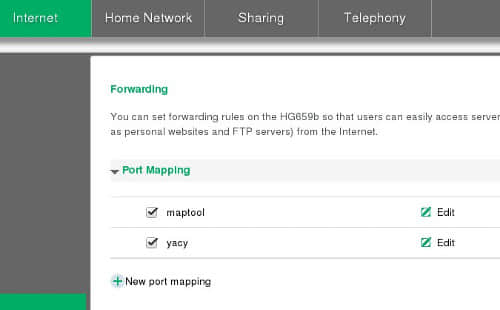 Internet
Home Network
Sharing
Telephony
Forwarding
You can set forwarding rules on the HG659b so that users can easily access server
as personal websites and FTP servers) from the Internet.
Port Mapping
maptool
Edit
yacy
Edit
New port mapping